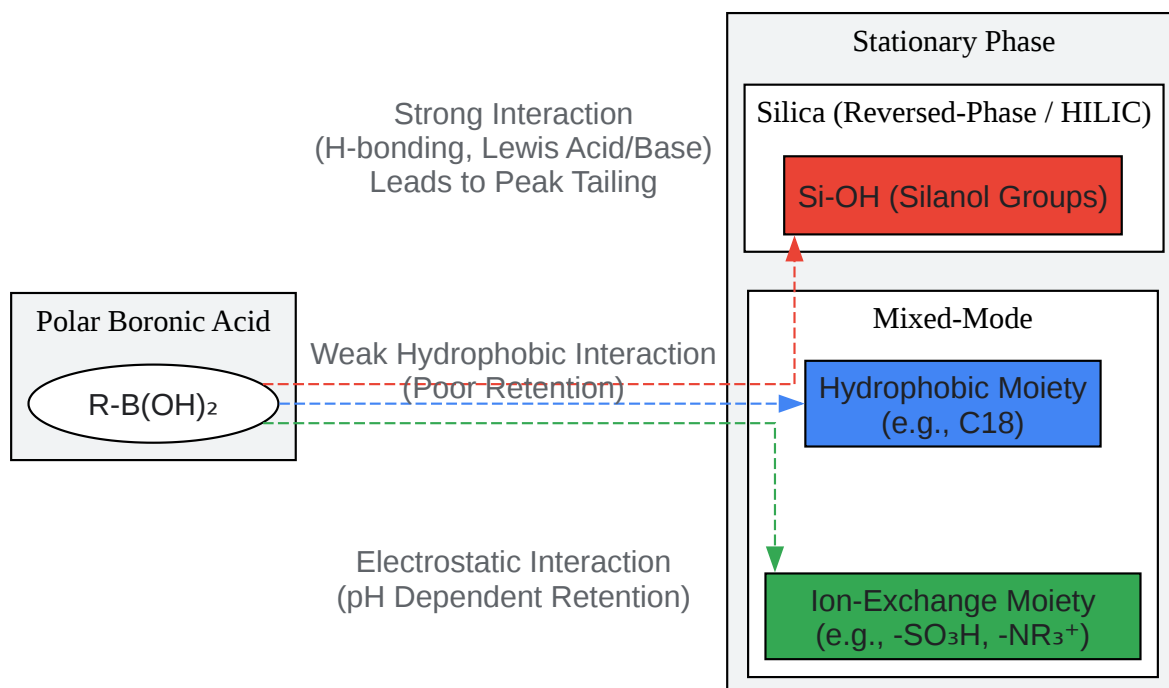 Stationary Phase
Silica (Reversed-Phase / HILIC)
Si-OH (Silanol Groups)
Strong Interaction
(H-bonding, Lewis Acid/Base)
Leads to Peak Tailing
Polar Boronic Acid
R-B(OH)₂
Weak Hydrophobic Interaction
(Poor Retention)
Mixed-Mode
Hydrophobic Moiety
(e.g., C18)
Electrostatic Interaction
(pH Dependent Retention)
Ion-Exchange Moiety
(e.g., -SO₃H, -NR₃⁺)